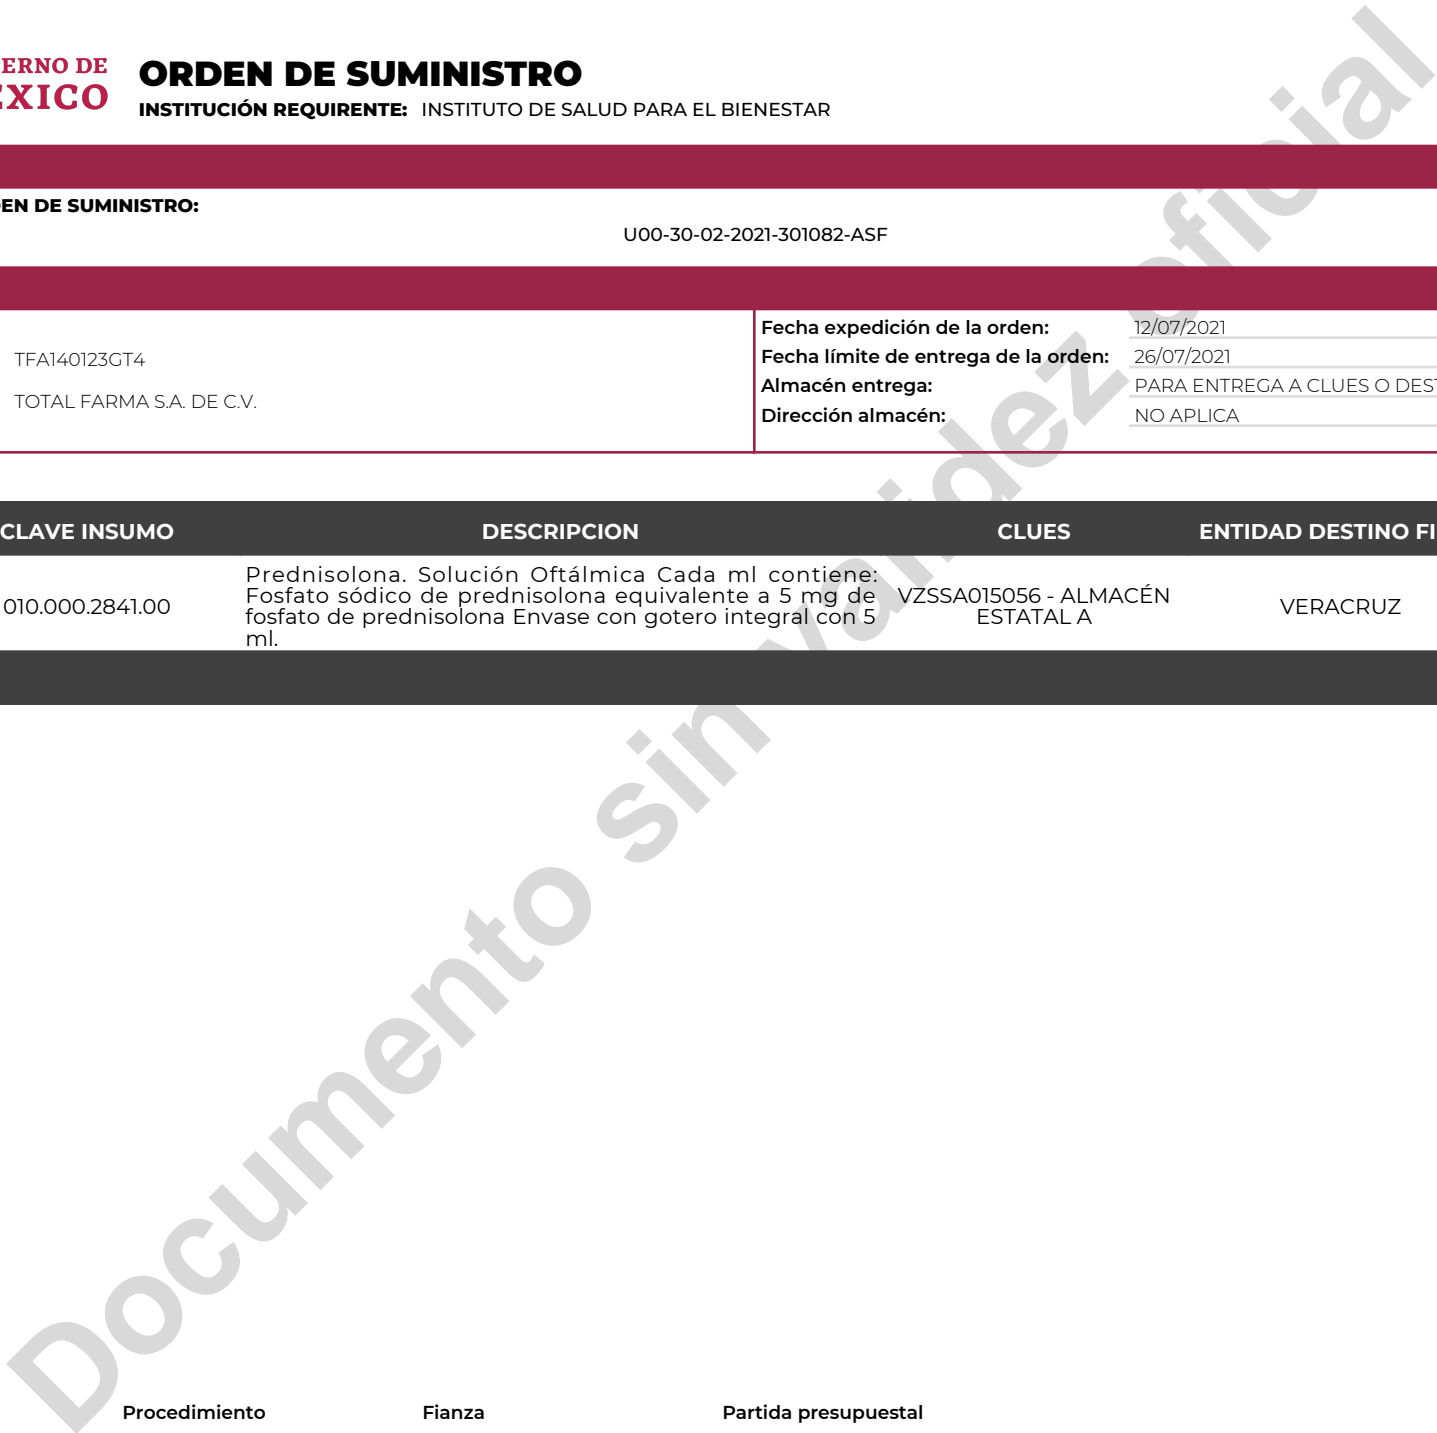 ERNO DE
ÉXICO
ORDEN DE SUMINISTRO
INSTITUCIÓN REQUIRENTE: INSTITUTO DE SALUD PARA EL BIENESTAR
EN DE SUMINISTRO:
U00-30-02-2021-301082-ASF
TFA140123GT4
TOTAL FARMA S.A. DE C.V.
Fecha expedición de la orden: 12/07/2021
Fecha límite de entrega de la orden: 26/07/2021
Almacén entrega: PARA ENTREGA A CLUES O DEST
Dirección almacén: NO APLICA
CLAVE INSUMO DESCRIPCION CLUES ENTIDAD DESTINO FI
010.000.2841.00
Prednisolona. Solución Oftálmica Cada ml contiene:
Fosfato sódico de prednisolona equivalente a 5 mg de
fosfato de prednisolona Envase con gotero integral con 5
ml.
VZSSA015056 - ALMACÉN
ESTATAL A
VERACRUZ
Documento sin validez oficial
Procedimiento Fianza Partida presupuestal